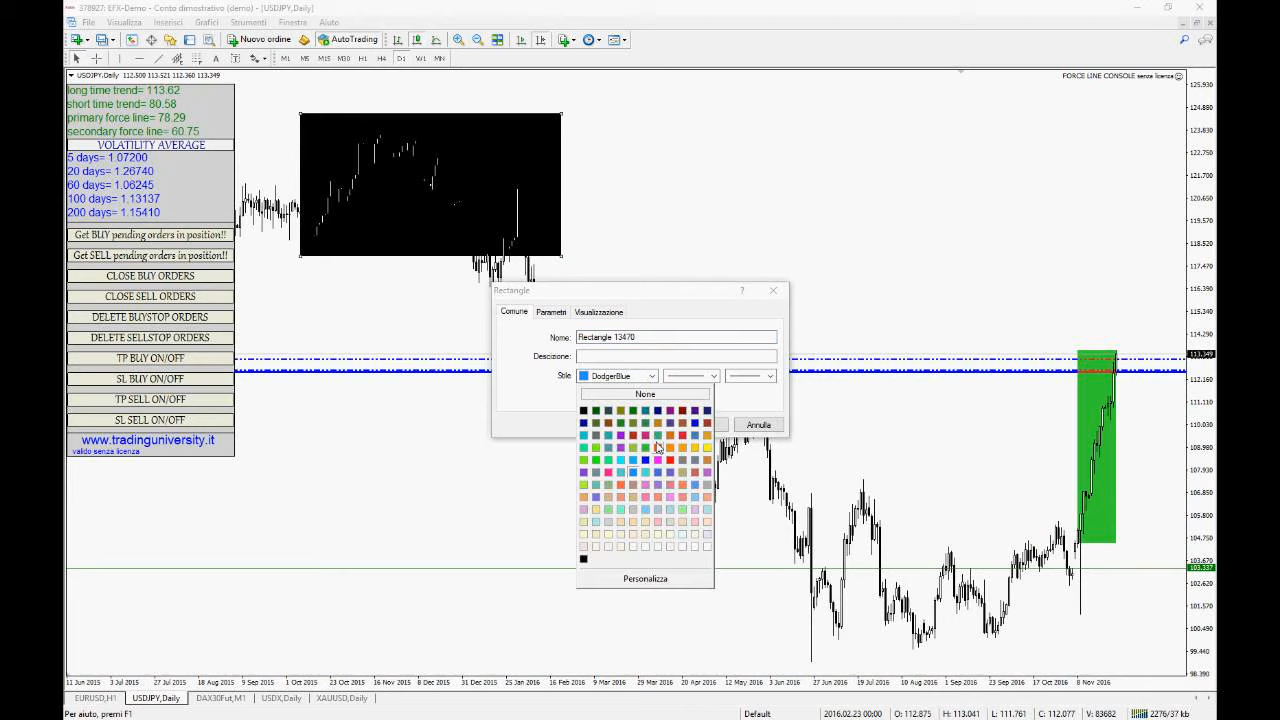 378927: EFX-Demo - Conto dimostrativo (demo) - [USDJPY,Daily]
File Visualizza Inserisci Grafici Strumenti Finestra Aiuto
Nuovo ordine AutoTrading
A T M1 M5 M15 M30 H1 H4 D1 W1 MN
USDJPY.Daily 112.500 113.521 112.360 113.349
FORCE LINE CONSOLE senza licenza
long time trend= 113.62
short time trend= 80.58
primary force line= 78.29
secondary force line= 60.75
VOLATILITY AVERAGE
5 days= 1.07200
20 days= 1.26740
60 days= 1.06245
100 days= 1.13137
200 days= 1.15410
Get BUY pending orders in position!!
Get SELL pending orders in position!!
CLOSE BUY ORDERS
CLOSE SELL ORDERS
DELETE BUYSTOP ORDERS
DELETE SELLSTOP ORDERS
TP BUY ON/OFF
SL BUY ON/OFF
TP SELL ON/OFF
SL SELL ON/OFF
www.tradinguniversity.it
valido senza licenza
Rectangle
?
Comune Parametri Visualizzazione
Nome: Rectangle 13470
Descizione:
Stile DodgerBlue
None
Annulla
Personalizza
125.930
124.880
123.830
122.750
121.700
120.650
119.570
118.520
117.470
116.390
115.340
114.290
113.349
112.160
111.110
110.030
108.980
107.930
106.850
105.800
104.750
103.670
103.337
102.620
101.570
100.490
99.440
98.390
11 Jun 2015 3 Jul 2015 27 Jul 2015 18 Aug 2015 9 Sep 2015 1 Oct 2015 23 Oct 2015 16 Nov 2015 8 Dec 2015 31 Dec 2015 25 Jan 2016 16 Feb 2016 9 Mar 2016 29 Mar 2016 20 Apr 2016 12 May 2016 3 Jun 2016 27 Jun 2016 19 Jul 2016 10 Aug 2016 1 Sep 2016 23 Sep 2016 17 Oct 2016 8 Nov 2016
EURUSD,H1 USDJPY,Daily DAX30Fut,M1 USDX,Daily XAUUSD,Daily
Per aiuto, premi F1 Default 2016.02.23 00:00 O: 112.875 H: 113.041 L: 111.761 C: 112.077 V: 83682 2276/37 kb